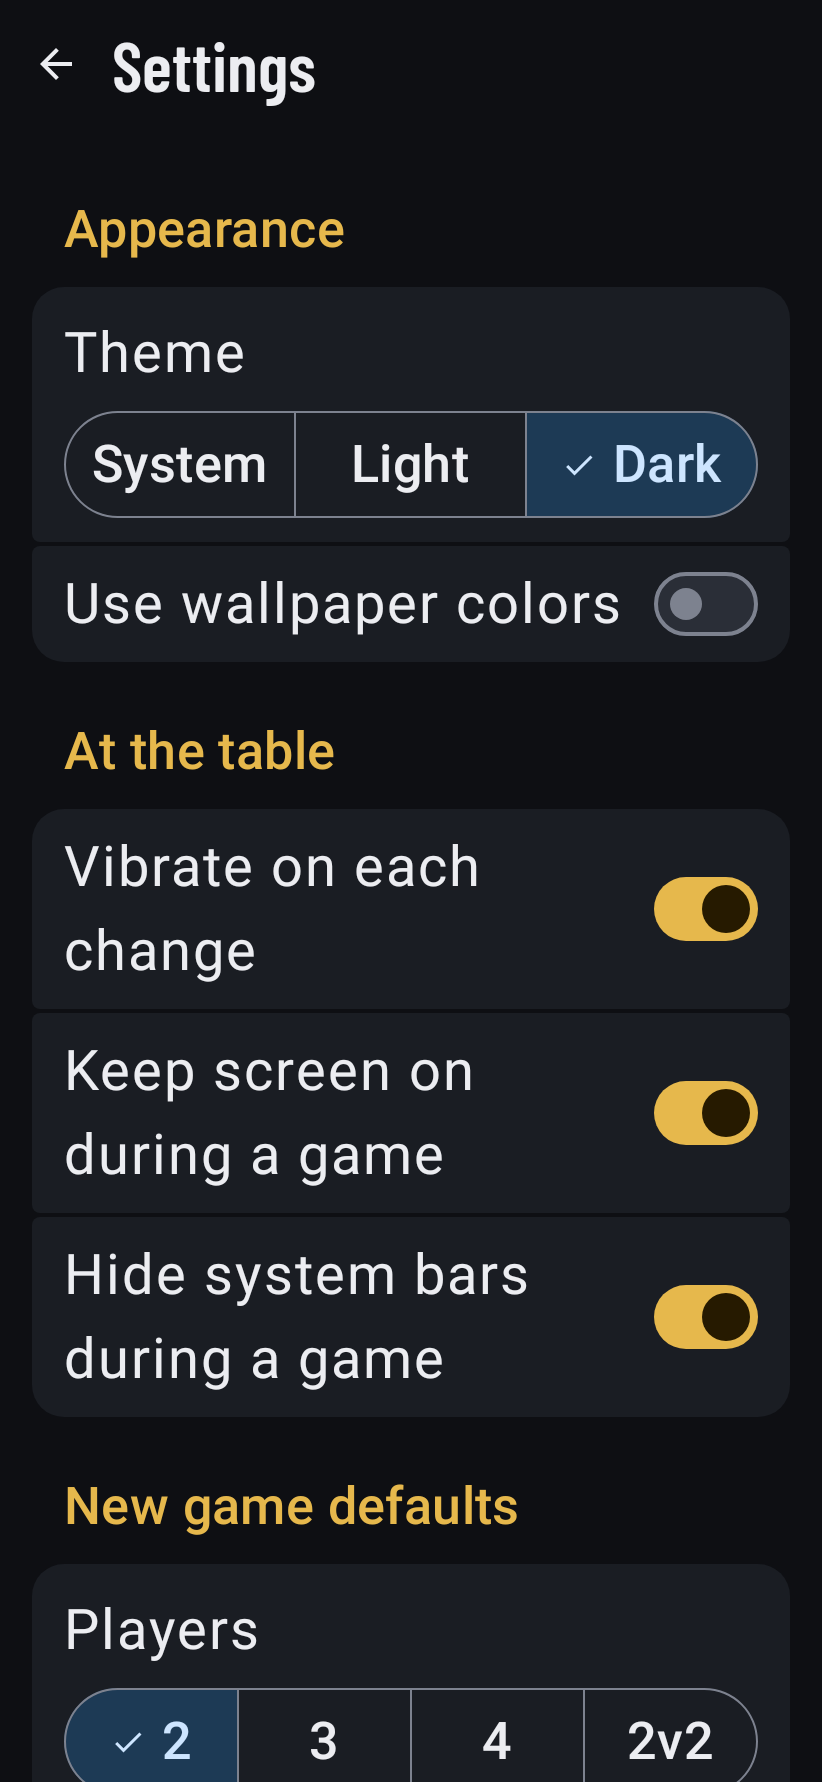 Settings
Appearance
Theme
System Light Dark
Use wallpaper colors
At the table
Vibrate on each
change
Keep screen on
during a game
Hide system bars
during a game
New game defaults
Players
2 3 4 2v2